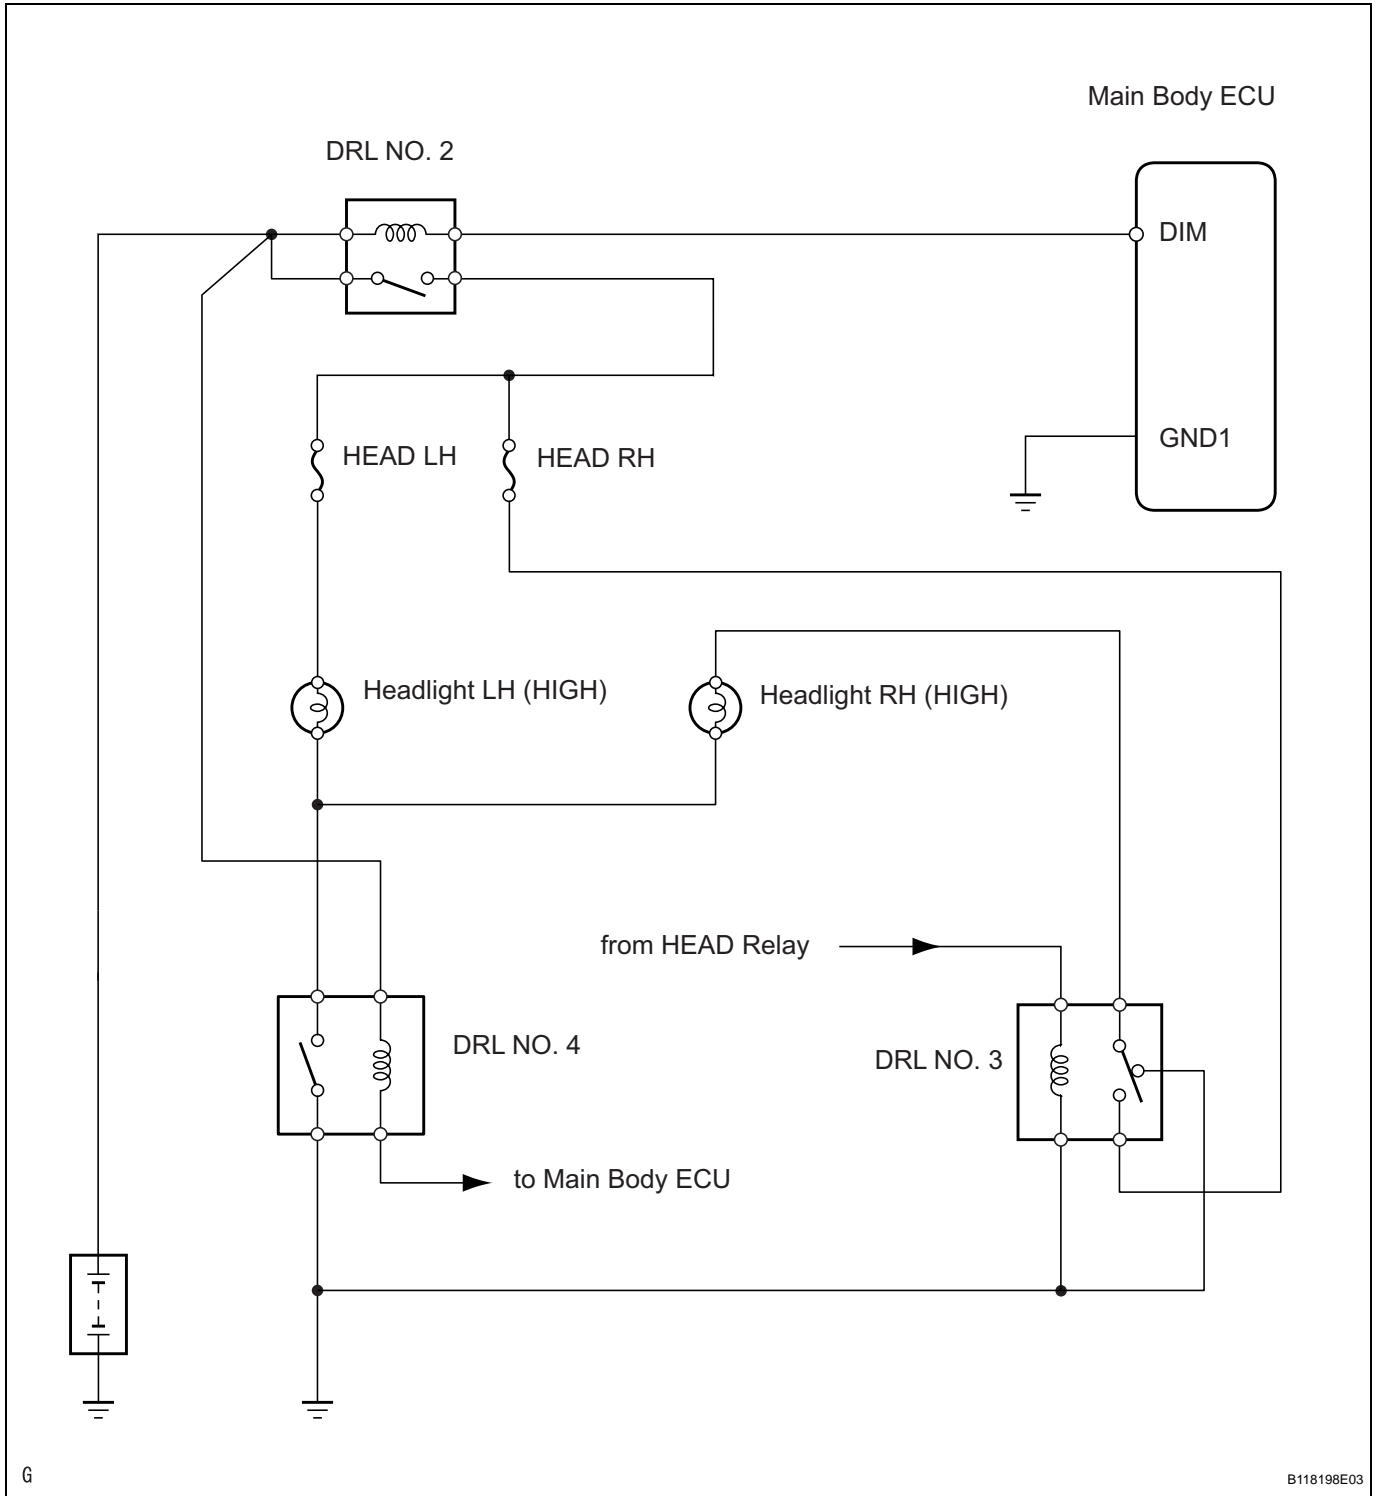 Main Body ECU
DRL NO. 2
DIM
GND1
HEAD LH
HEAD RH
Headlight LH (HIGH)
Headlight RH (HIGH)
from HEAD Relay
DRL NO. 4
DRL NO. 3
to Main Body ECU
G
B118198E03